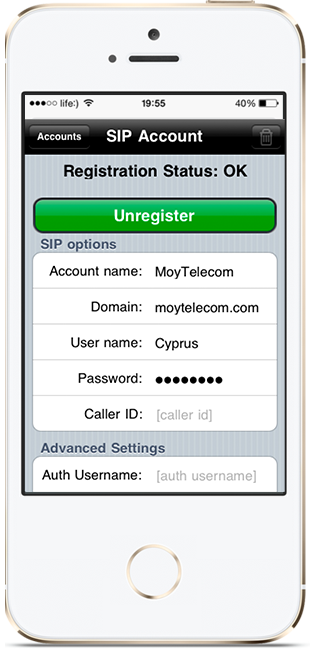 ●●●○○ life:) 19:55 40%
Accounts SIP Account
Registration Status: OK
Unregister
SIP options
Account name: MoyTelecom
Domain: moytelecom.com
User name: Cyprus
Password: ●●●●●●●●
Caller ID: [caller id]
Advanced Settings
Auth Username: [auth username]